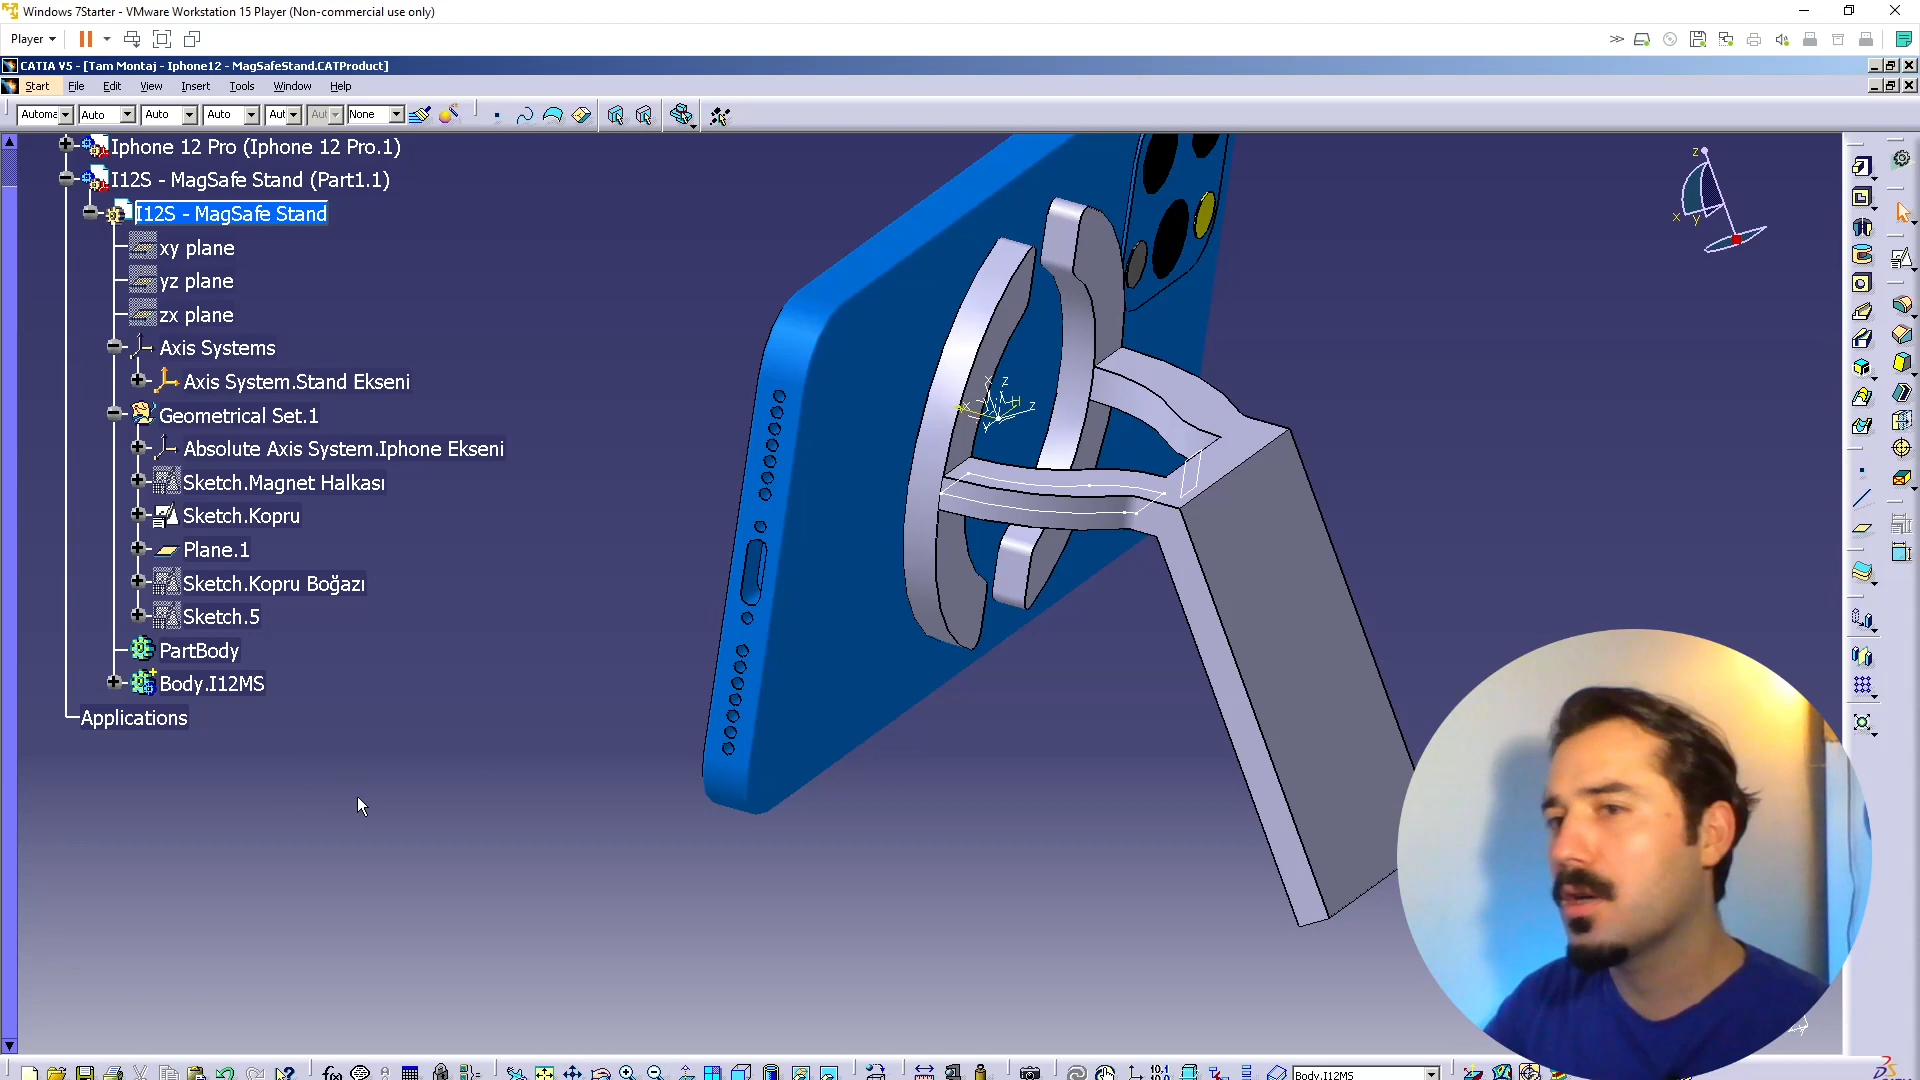 Windows 7Starter - VMware Workstation 15 Player (Non-commercial use only)
Player
CATIA V5 - [Tam Montaj - Iphone12 - MagSafeStand.CATProduct]
Start File Edit View Insert Tools Window Help
Automa Auto Auto Auto Aut Aut None
Iphone 12 Pro (Iphone 12 Pro.1)
I12S - MagSafe Stand (Part1.1)
I12S - MagSafe Stand
xy plane
yz plane
zx plane
Axis Systems
Axis System.Stand Ekseni
Geometrical Set.1
Absolute Axis System.Iphone Ekseni
Sketch.Magnet Halkası
Sketch.Kopru
Plane.1
Sketch.Kopru Boğazı
Sketch.5
PartBody
Body.I12MS
Applications
z
x
y
Body.I12MS